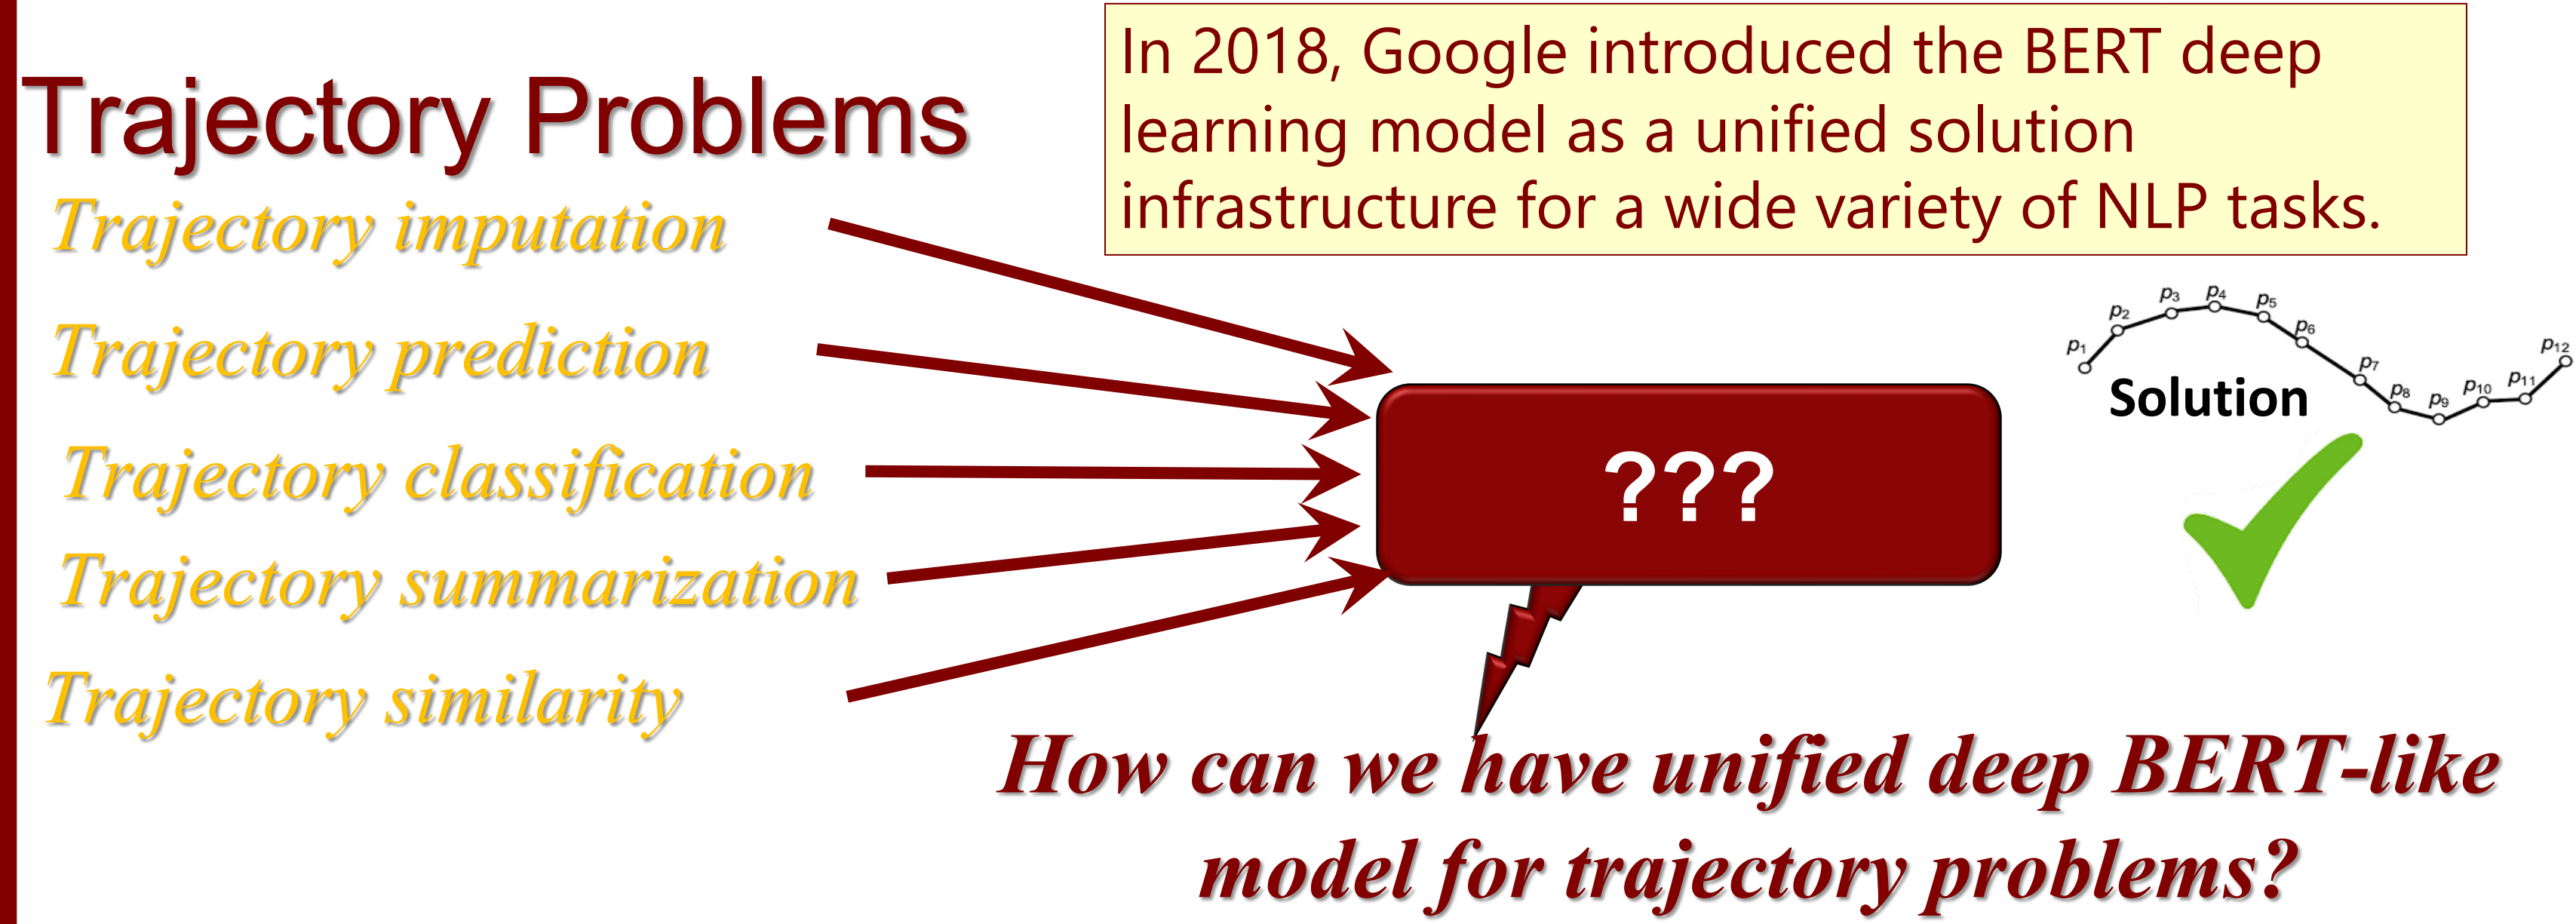 Trajectory Problems
In 2018, Google introduced the BERT deep
learning model as a unified solution
infrastructure for a wide variety of NLP tasks.
Trajectory imputation
Trajectory prediction
Trajectory classification
Trajectory summarization
Trajectory similarity
???
p1 p2 p3 p4 p5 p6 p7 p8 p9 p10 p11 p12
Solution
How can we have unified deep BERT-like
model for trajectory problems?